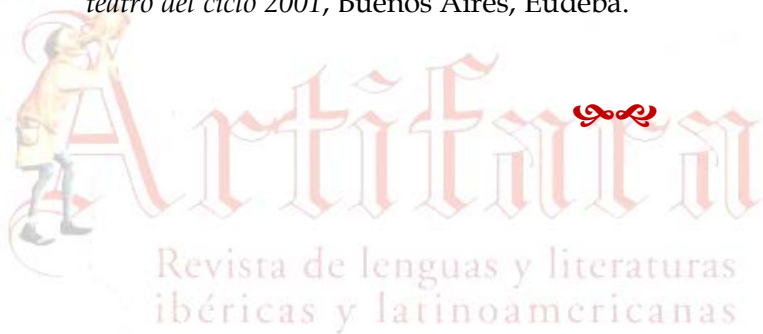 teatro del ciclo 2001, Buenos Aires, Eudeba.
Artifara
Revista de lenguas y literaturas
ibéricas y latinoamericanas